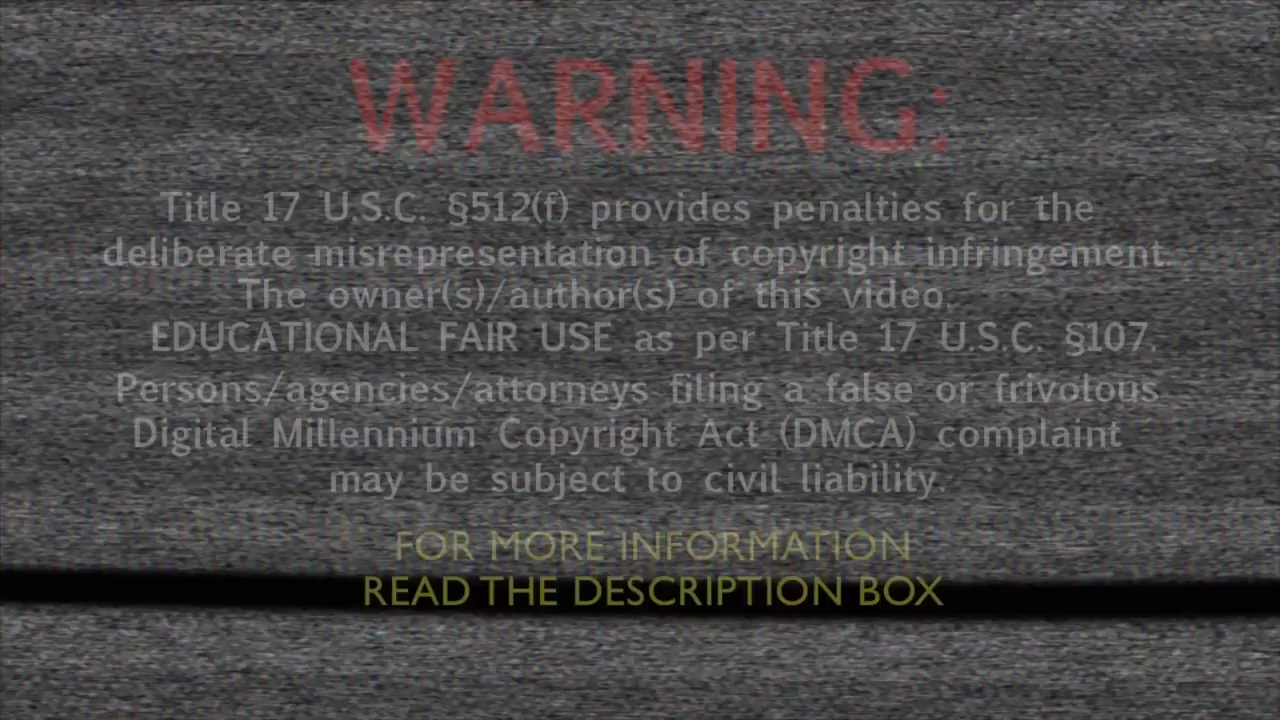 WARNING:
Title 17 U.S.C. §512(f) provides penalties for the
deliberate misrepresentation of copyright infringement.
The owner(s)/author(s) of this video.
EDUCATIONAL FAIR USE as per Title 17 U.S.C. §107.
Persons/agencies/attorneys filing a false or frivolous
Digital Millennium Copyright Act (DMCA) complaint
may be subject to civil liability.
FOR MORE INFORMATION
READ THE DESCRIPTION BOX